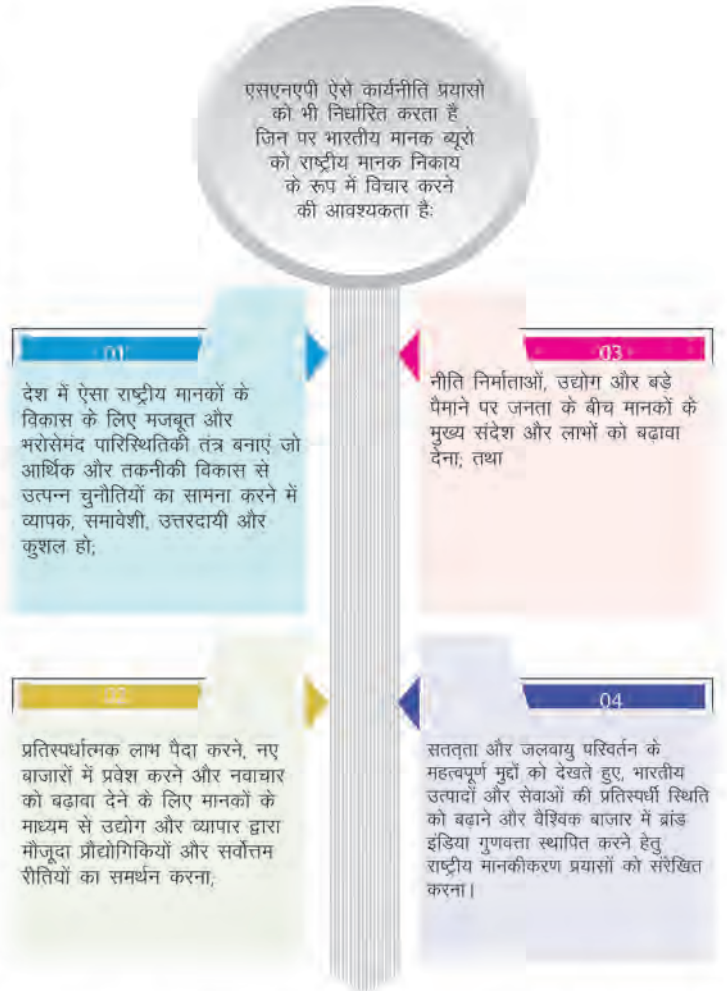 एसएनएपी ऐसे कार्यनीति प्रयासो
को भी निर्धारित करता है
जिन पर भारतीय मानक ब्यूरो
को राष्ट्रीय मानक निकाय
के रूप में विचार करने
की आवश्यकता हैः
01
देश में ऐसा राष्ट्रीय मानकों के
विकास के लिए मजबूत और
भरोसेमंद पारिस्थितिकी तंत्र बनाएं जो
आर्थिक और तकनीकी विकास से
उत्पन्न चुनौतियों का सामना करने में
व्यापक, समावेशी, उत्तरदायी और
कुशल हो;
02
प्रतिस्पर्धात्मक लाभ पैदा करने, नए
बाजारों में प्रवेश करने और नवाचार
को बढ़ावा देने के लिए मानकों के
माध्यम से उद्योग और व्यापार द्वारा
मौजूदा प्रौद्योगिकियों और सर्वोत्तम
रीतियों का समर्थन करना;
03
नीति निर्माताओं, उद्योग और बड़े
पैमाने पर जनता के बीच मानकों के
मुख्य संदेश और लाभों को बढ़ावा
देना; तथा
04
सततृता और जलवायु परिवर्तन के
महत्वपूर्ण मुद्दों को देखते हुए, भारतीय
उत्पादों और सेवाओं की प्रतिस्पर्धी स्थिति
को बढ़ाने और वैश्विक बाजार में ब्रांड
इंडिया गुणवत्ता स्थापित करने हेतु
राष्ट्रीय मानकीकरण प्रयासों को संरेखित
करना।